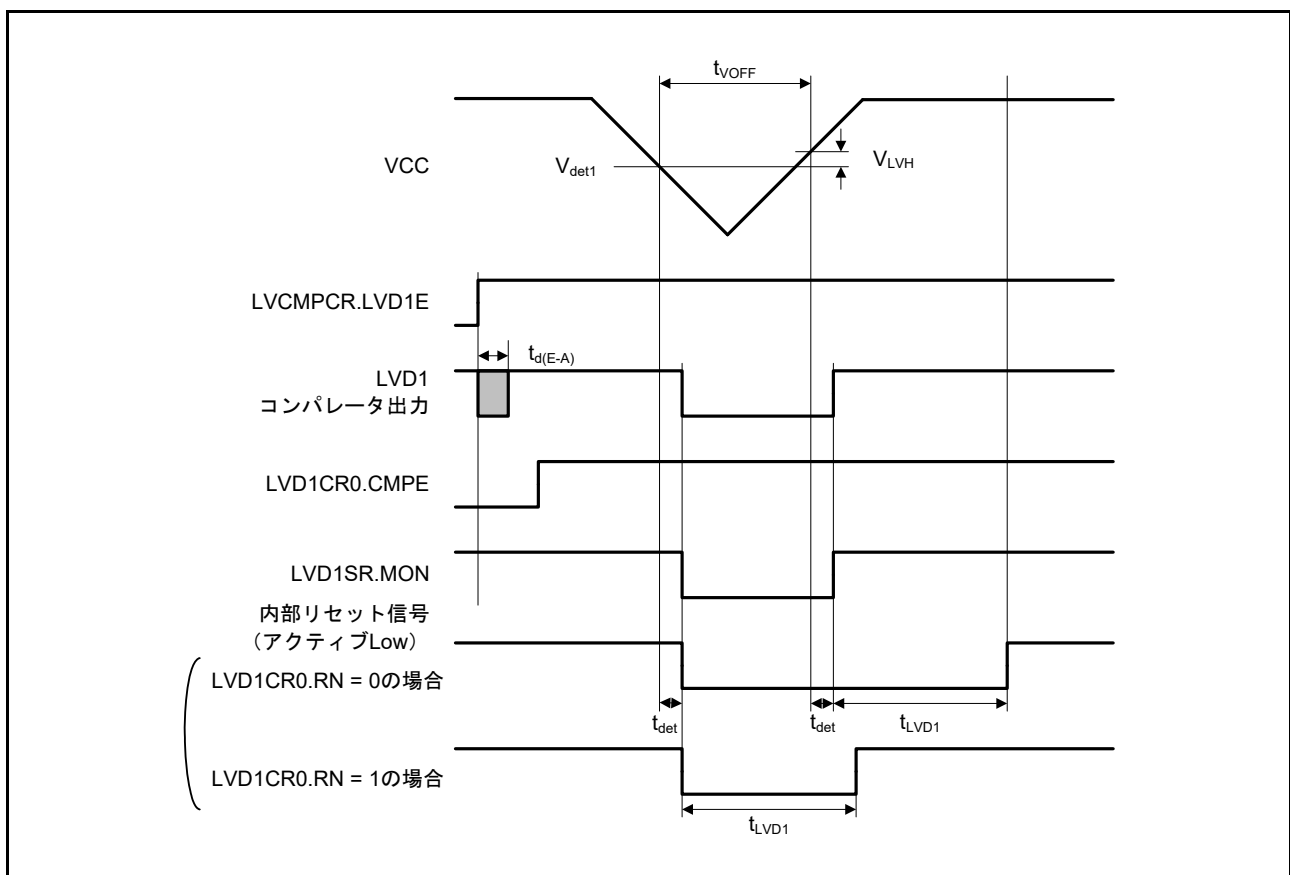 tVOFF
VCC
Vdet1
VLVH
LVCMPCR.LVD1E
td(E-A)
LVD1
コンパレータ出力
LVD1CR0.CMPE
LVD1SR.MON
内部リセット信号
（アクティブLow）
LVD1CR0.RN = 0の場合
tdet
tdet
tLVD1
LVD1CR0.RN = 1の場合
tLVD1